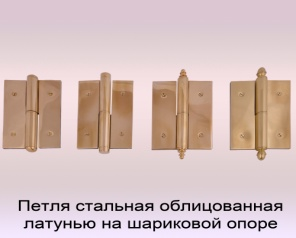 Петля стальная облицованная
латунью на шариковой опоре